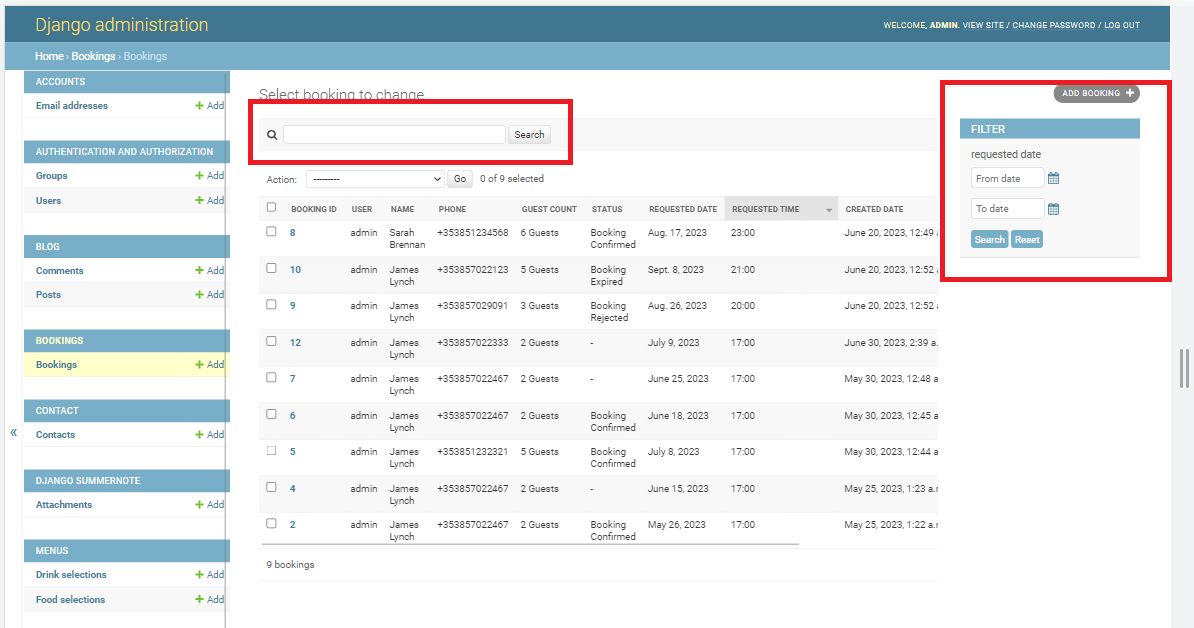 Django administration
WELCOME, ADMIN. VIEW SITE / CHANGE PASSWORD / LOG OUT
Home › Bookings › Bookings
ACCOUNTS
Email addresses + Add
AUTHENTICATION AND AUTHORIZATION
Groups + Add
Users + Add
BLOG
Comments + Add
Posts + Add
BOOKINGS
Bookings + Add
CONTACT
Contacts + Add
DJANGO SUMMERNOTE
Attachments + Add
MENUS
Drink selections + Add
Food selections + Add
«
Select booking to change
Search
Action: --------- Go 0 of 9 selected
BOOKING ID USER NAME PHONE GUEST COUNT STATUS REQUESTED DATE REQUESTED TIME CREATED DATE
8 admin Sarah Brennan +353851234568 6 Guests Booking Confirmed Aug. 17, 2023 23:00 June 20, 2023, 12:49
10 admin James Lynch +353857022123 5 Guests Booking Expired Sept. 8, 2023 21:00 June 20, 2023, 12:52
9 admin James Lynch +353857029091 3 Guests Booking Rejected Aug. 26, 2023 20:00 June 20, 2023, 12:52
12 admin James Lynch +353857022333 2 Guests - July 9, 2023 17:00 June 30, 2023, 2:39 a.
7 admin James Lynch +353857022467 2 Guests - June 25, 2023 17:00 May 30, 2023, 12:48 a
6 admin James Lynch +353857022467 2 Guests Booking Confirmed June 18, 2023 17:00 May 30, 2023, 12:45 a
5 admin James Lynch +353851232321 5 Guests Booking Confirmed July 8, 2023 17:00 May 30, 2023, 12:44 a
4 admin James Lynch +353857022467 2 Guests - June 15, 2023 17:00 May 25, 2023, 1:23 a.
2 admin James Lynch +353857022467 2 Guests Booking Confirmed May 26, 2023 17:00 May 25, 2023, 1:22 a.
9 bookings
ADD BOOKING +
FILTER
requested date
From date
To date
Search Reset